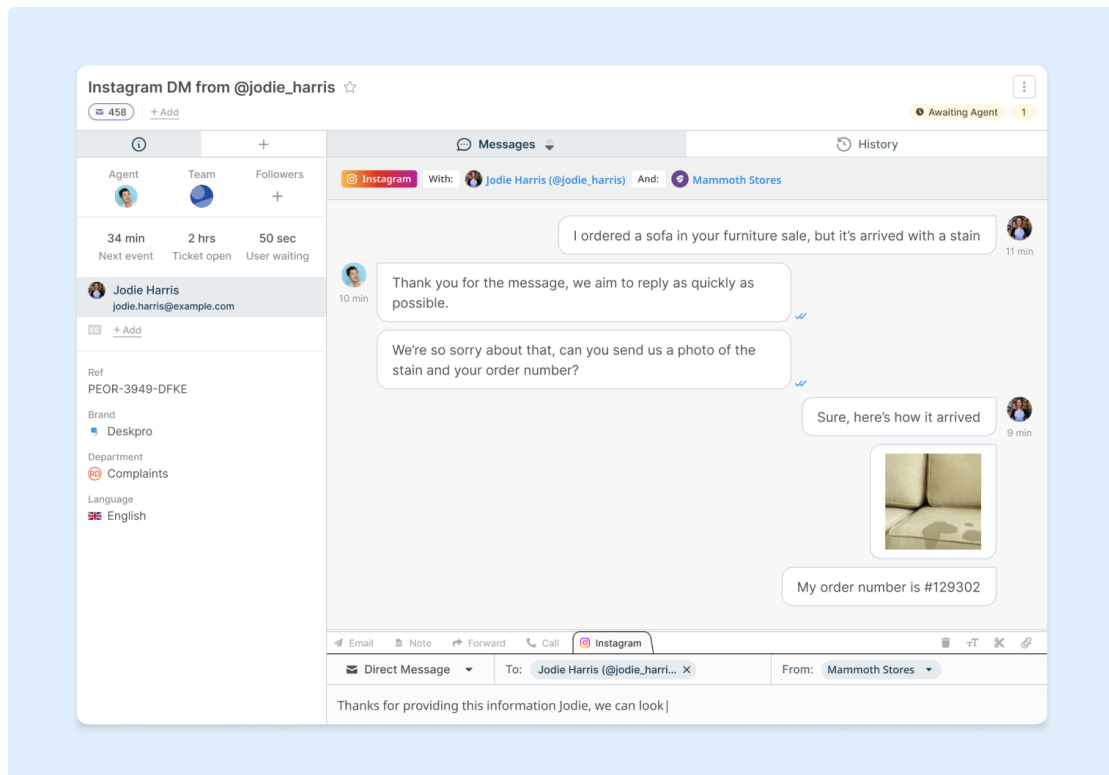 Instagram DM from @jodie_harris
458
+ Add
Awaiting Agent
1
Messages
History
Agent
Team
Followers
34 min
2 hrs
50 sec
Next event
Ticket open
User waiting
Jodie Harris
jodie.harris@example.com
CC
+ Add
Ref
PEOR-3949-DFKE
Brand
Deskpro
Department
RD
Complaints
Language
English
Instagram
With:
Jodie Harris (@jodie_harris)
And:
Mammoth Stores
I ordered a sofa in your furniture sale, but it’s arrived with a stain
11 min
10 min
Thank you for the message, we aim to reply as quickly as
possible.
We’re so sorry about that, can you send us a photo of the
stain and your order number?
Sure, here’s how it arrived
9 min
My order number is #129302
Email
Note
Forward
Call
Instagram
Direct Message
To:
Jodie Harris (@jodie_harri...
From:
Mammoth Stores
Thanks for providing this information Jodie, we can look